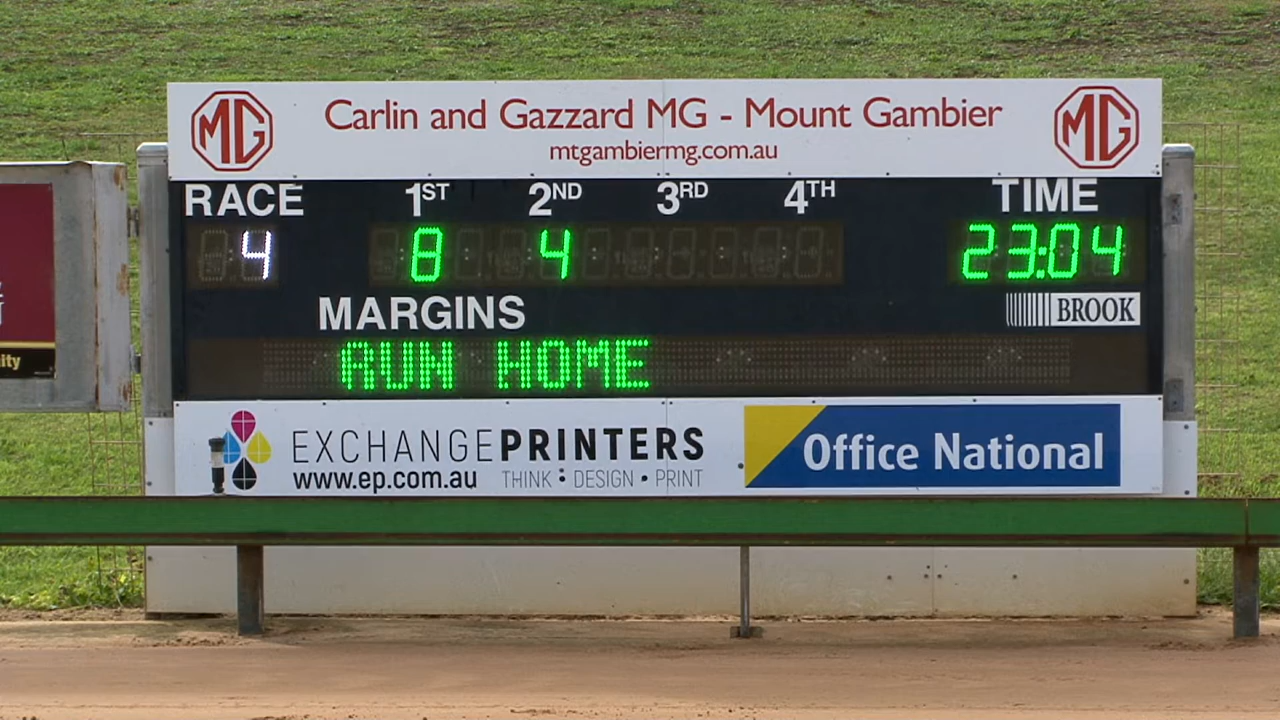 MG Carlin and Gazzard MG - Mount Gambier MG
mtgambiermg.com.au
RACE 1ST 2ND 3RD 4TH TIME
4 8 4 23:04
MARGINS BROOK
RUN HOME
EXCHANGEPRINTERS
www.ep.com.au THINK : DESIGN • PRINT
Office National
ity